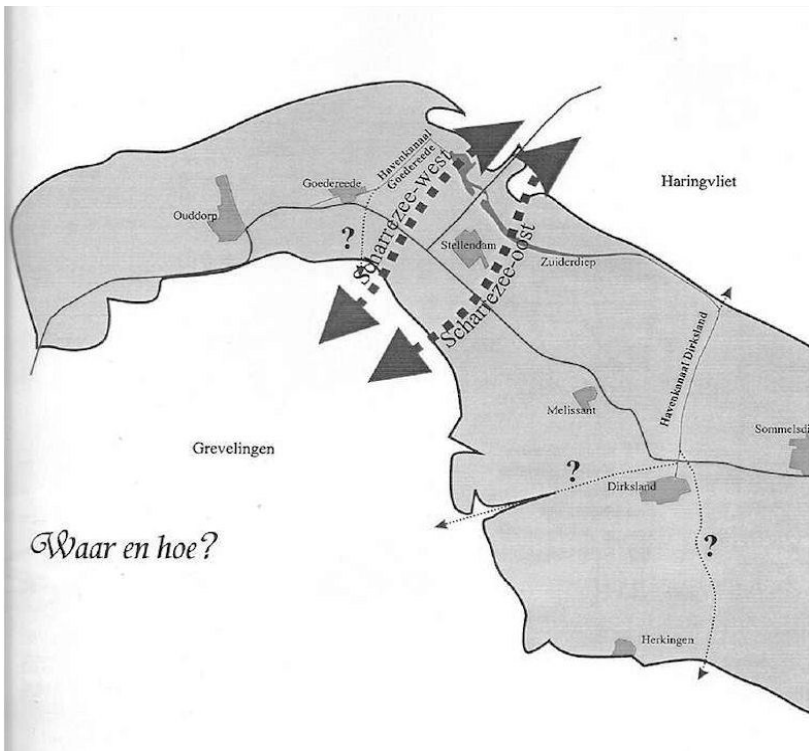 Havenkanaal
Goedereede
Haringvliet
Goedereede
Ouddorp
Scharrezee-west
?
Stellendam
Zuiderdiep
Scharrezee-oost
Havenkanaal Dirksland
Melissant
Sommelsdi
Grevelingen
?
Dirksland
Waar en hoe?
?
Herkingen